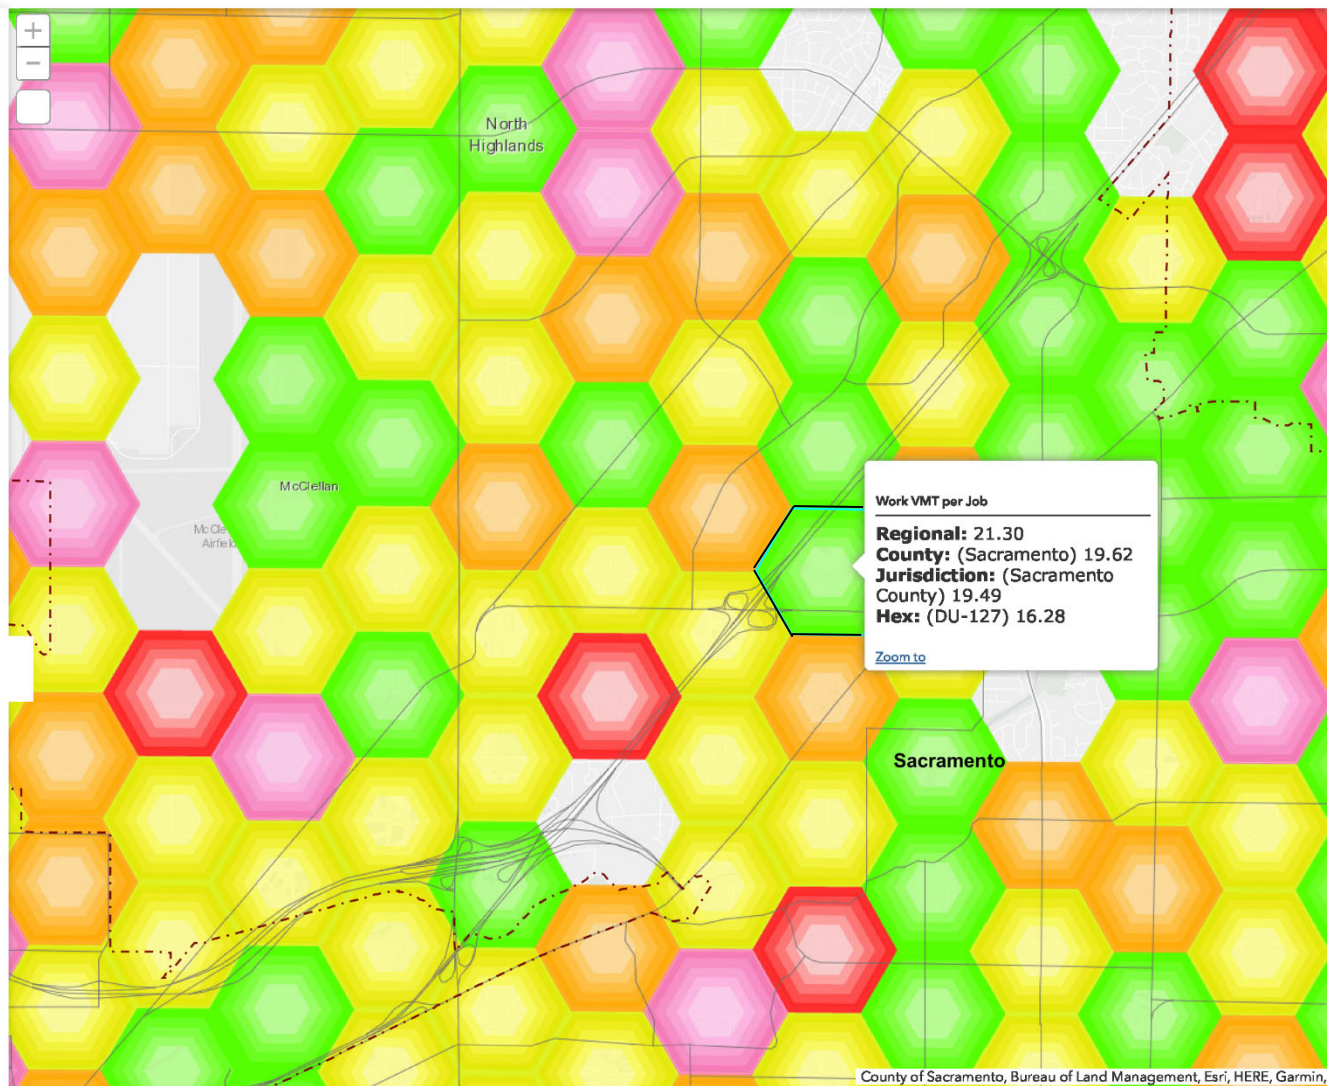 +
−
North
Highlands
McClellan
Airfield
Work VMT per Job
Regional: 21.30
County: (Sacramento) 19.62
Jurisdiction: (Sacramento
County) 19.49
Hex: (DU-127) 16.28
Zoom to
Sacramento
County of Sacramento, Bureau of Land Management, Esri, HERE, Garmin,